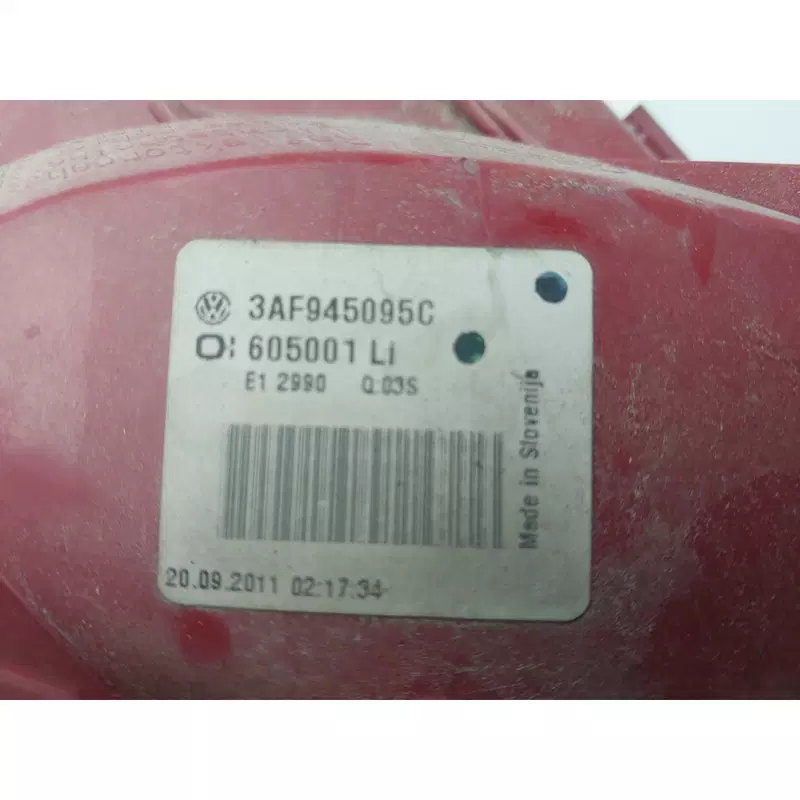 3AF945095C
605001 Li
E1 2990 Q:03S
Made in Slovenija
20.09.2011 02:17:34